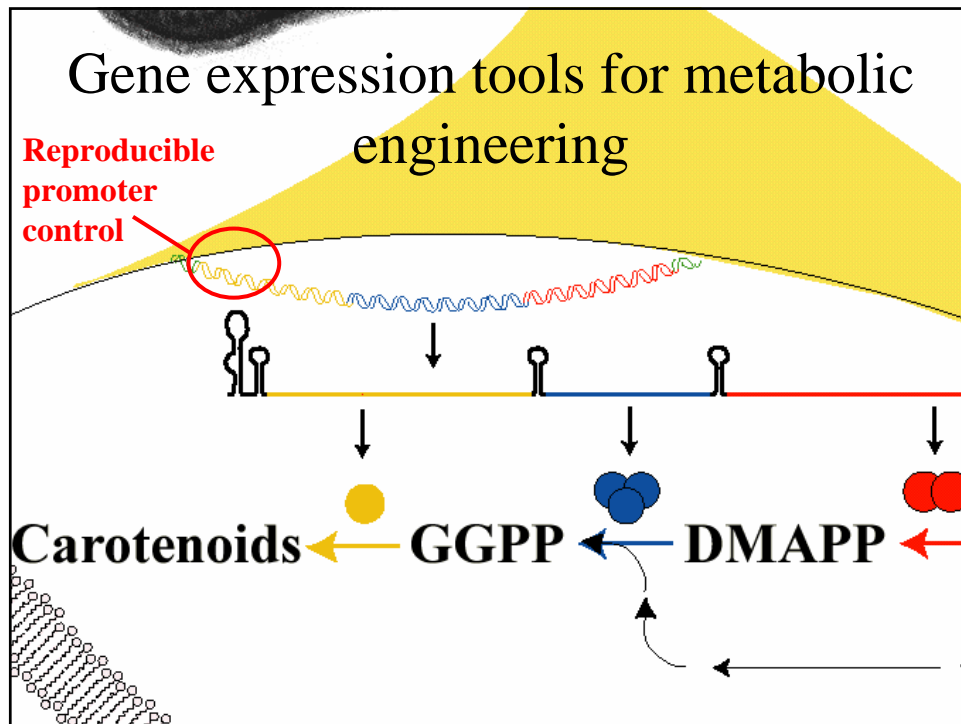 Gene expression tools for metabolic
engineering
Reproducible
promoter
control
Carotenoids
GGPP
DMAPP